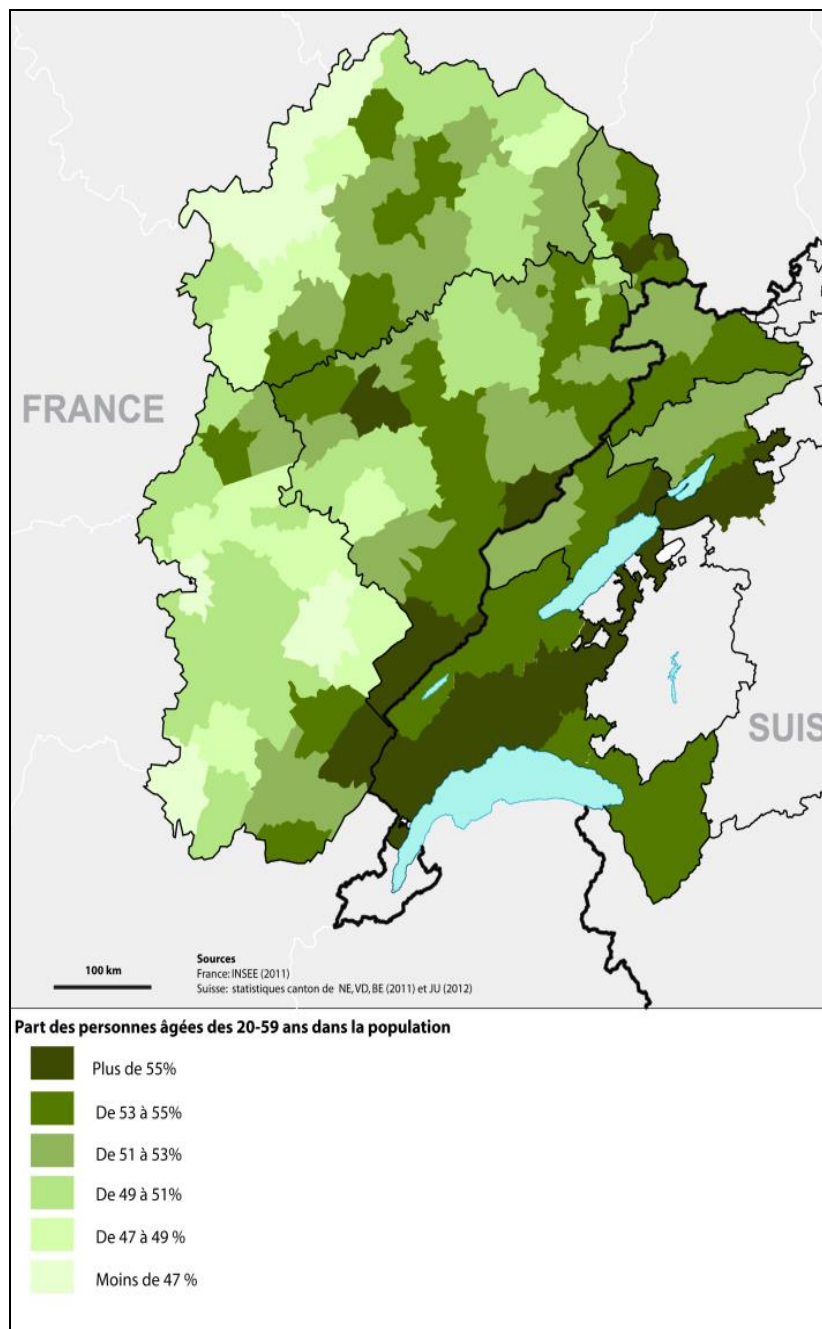 FRANCE
SUIS
100 km
Sources
France: INSEE (2011)
Suisse: statistiques canton de NE, VD, BE (2011) et JU (2012)
Part des personnes âgées des 20-59 ans dans la population
Plus de 55%
De 53 à 55%
De 51 à 53%
De 49 à 51%
De 47 à 49 %
Moins de 47 %